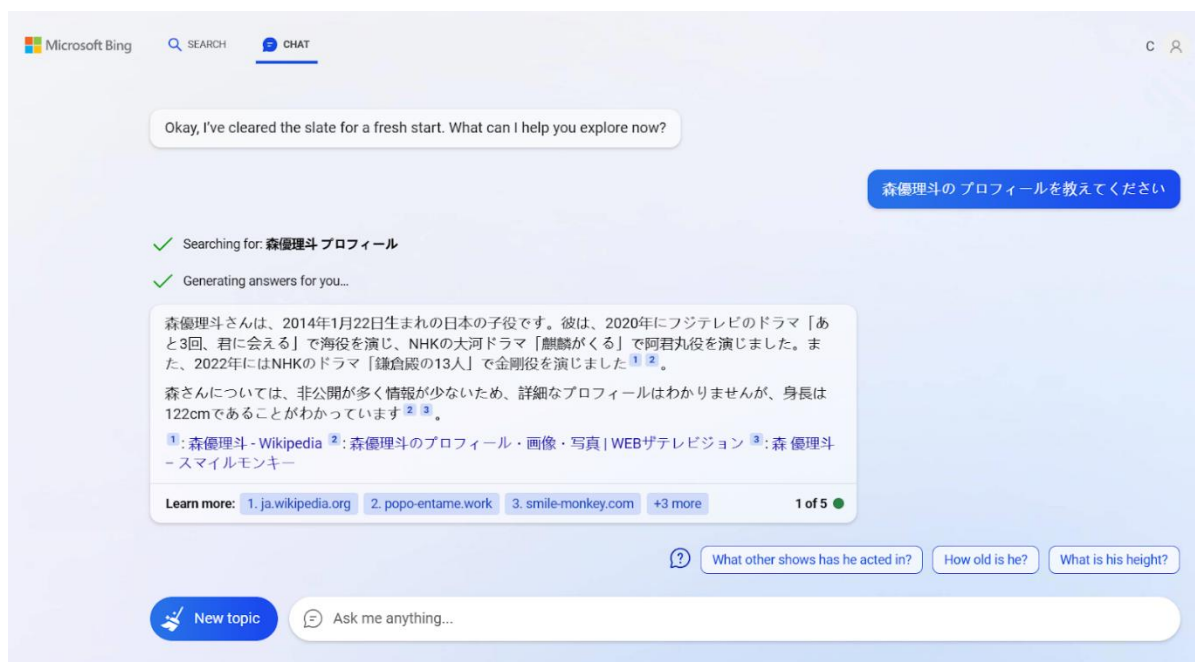 Microsoft Bing SEARCH CHAT C
Okay, I've cleared the slate for a fresh start. What can I help you explore now?
森優理斗の プロフィールを教えてください
Searching for: 森優理斗 プロフィール
Generating answers for you...
森優理斗さんは、2014年1月22日生まれの日本の子役です。彼は、2020年にフジテレビのドラマ「あ
と3回、君に会える」で海役を演じ、NHKの大河ドラマ「麒麟がくる」で阿君丸役を演じました。ま
た、2022年にはNHKのドラマ「鎌倉殿の13人」で金剛役を演じました 1 2 。
森さんについては、非公開が多く情報が少ないため、詳細なプロフィールはわかりませんが、身長は
122cmであることがわかっています 2 3 。
1 : 森優理斗 - Wikipedia 2 : 森優理斗のプロフィール・画像・写真 | WEBザテレビジョン 3 : 森 優理斗
– スマイルモンキー
Learn more: 1. ja.wikipedia.org 2. popo-entame.work 3. smile-monkey.com +3 more 1 of 5
What other shows has he acted in? How old is he? What is his height?
New topic Ask me anything...